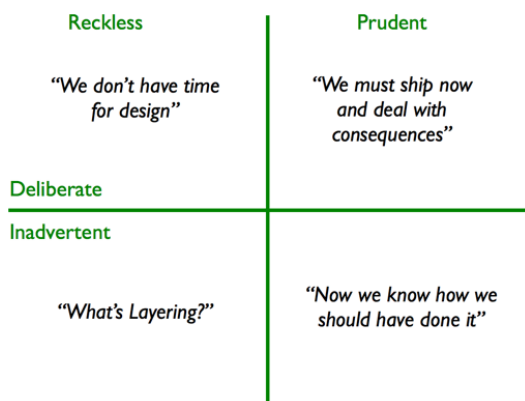 Reckless
Prudent
“We don’t have time
for design”
“We must ship now
and deal with
consequences”
Deliberate
Inadvertent
“What’s Layering?”
“Now we know how we
should have done it”